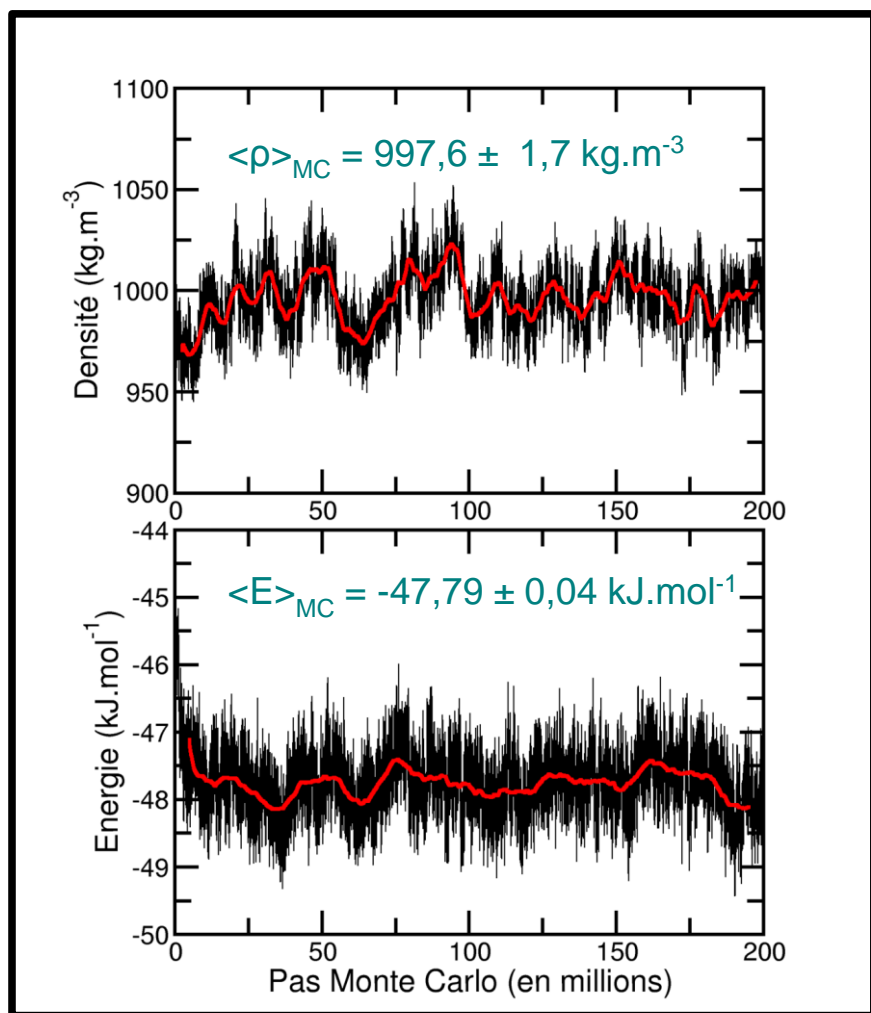 1100
<ρ>MC = 997,6 ± 1,7 kg.m-3
1050
Densité (kg.m-3)
1000
950
900
0 50 100 150 200
-44
<E>MC = -47,79 ± 0,04 kJ.mol-1
-45
-46
Energie (kJ.mol-1)
-47
-48
-49
-50
0 50 100 150 200
Pas Monte Carlo (en millions)